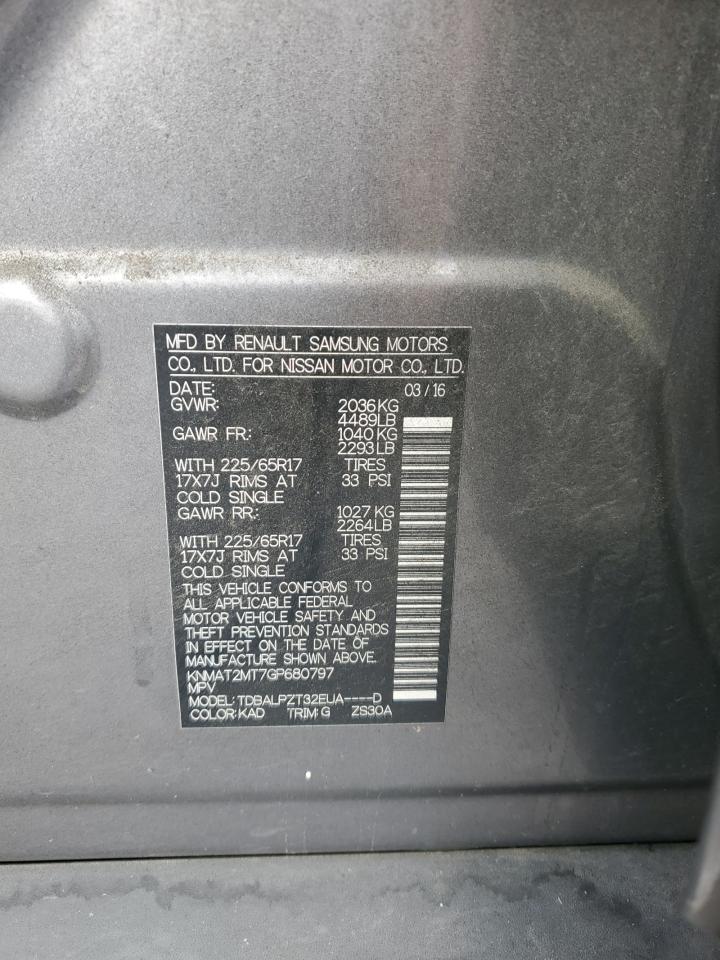 MFD BY RENAULT SAMSUNG MOTORS
CO., LTD. FOR NISSAN MOTOR CO., LTD.
DATE: 03/16
GVWR: 2036KG
4489LB
GAWR FR: 1040KG
2293LB
WITH 225/65R17 TIRES
17X7J RIMS AT 33 PSI
COLD SINGLE
GAWR RR: 1027 KG
2264LB
WITH 225/65R17 TIRES
17X7J RIMS AT 33 PSI
COLD SINGLE
THIS VEHICLE CONFORMS TO
ALL APPLICABLE FEDERAL
MOTOR VEHICLE SAFETY AND
THEFT PREVENTION STANDARDS
IN EFFECT ON THE DATE OF
MANUFACTURE SHOWN ABOVE.
KNMAT2MT7GP680797
MPV
MODEL: TDBALPZT32EUA----D
COLOR: KAD TRIM: G ZS30A